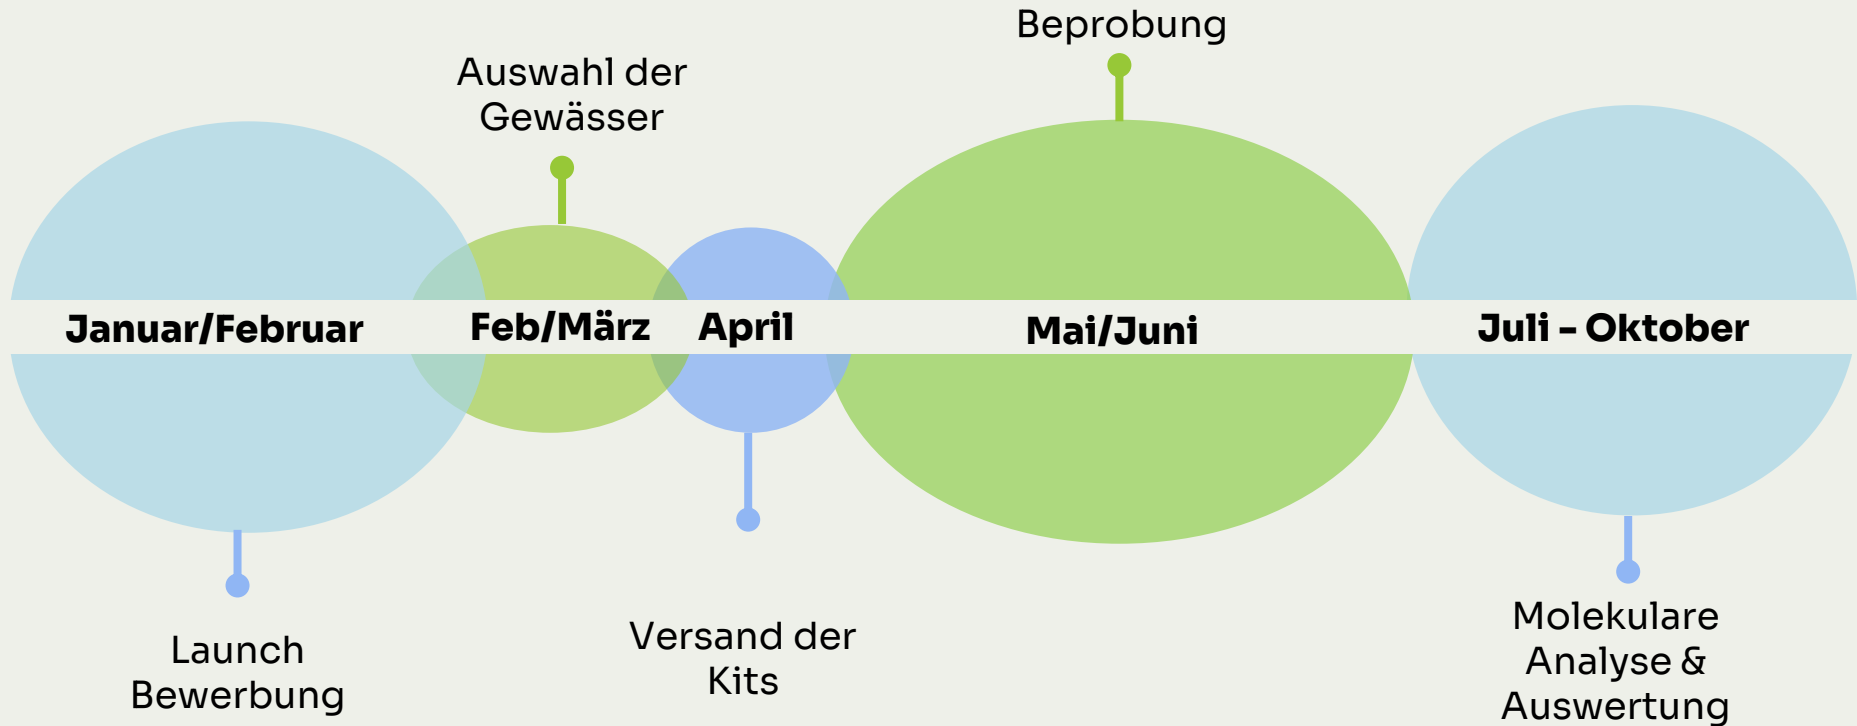 Beprobung
Auswahl der
Gewässer
Januar/Februar
Feb/März
April
Mai/Juni
Juli – Oktober
Launch
Bewerbung
Versand der
Kits
Molekulare
Analyse &
Auswertung